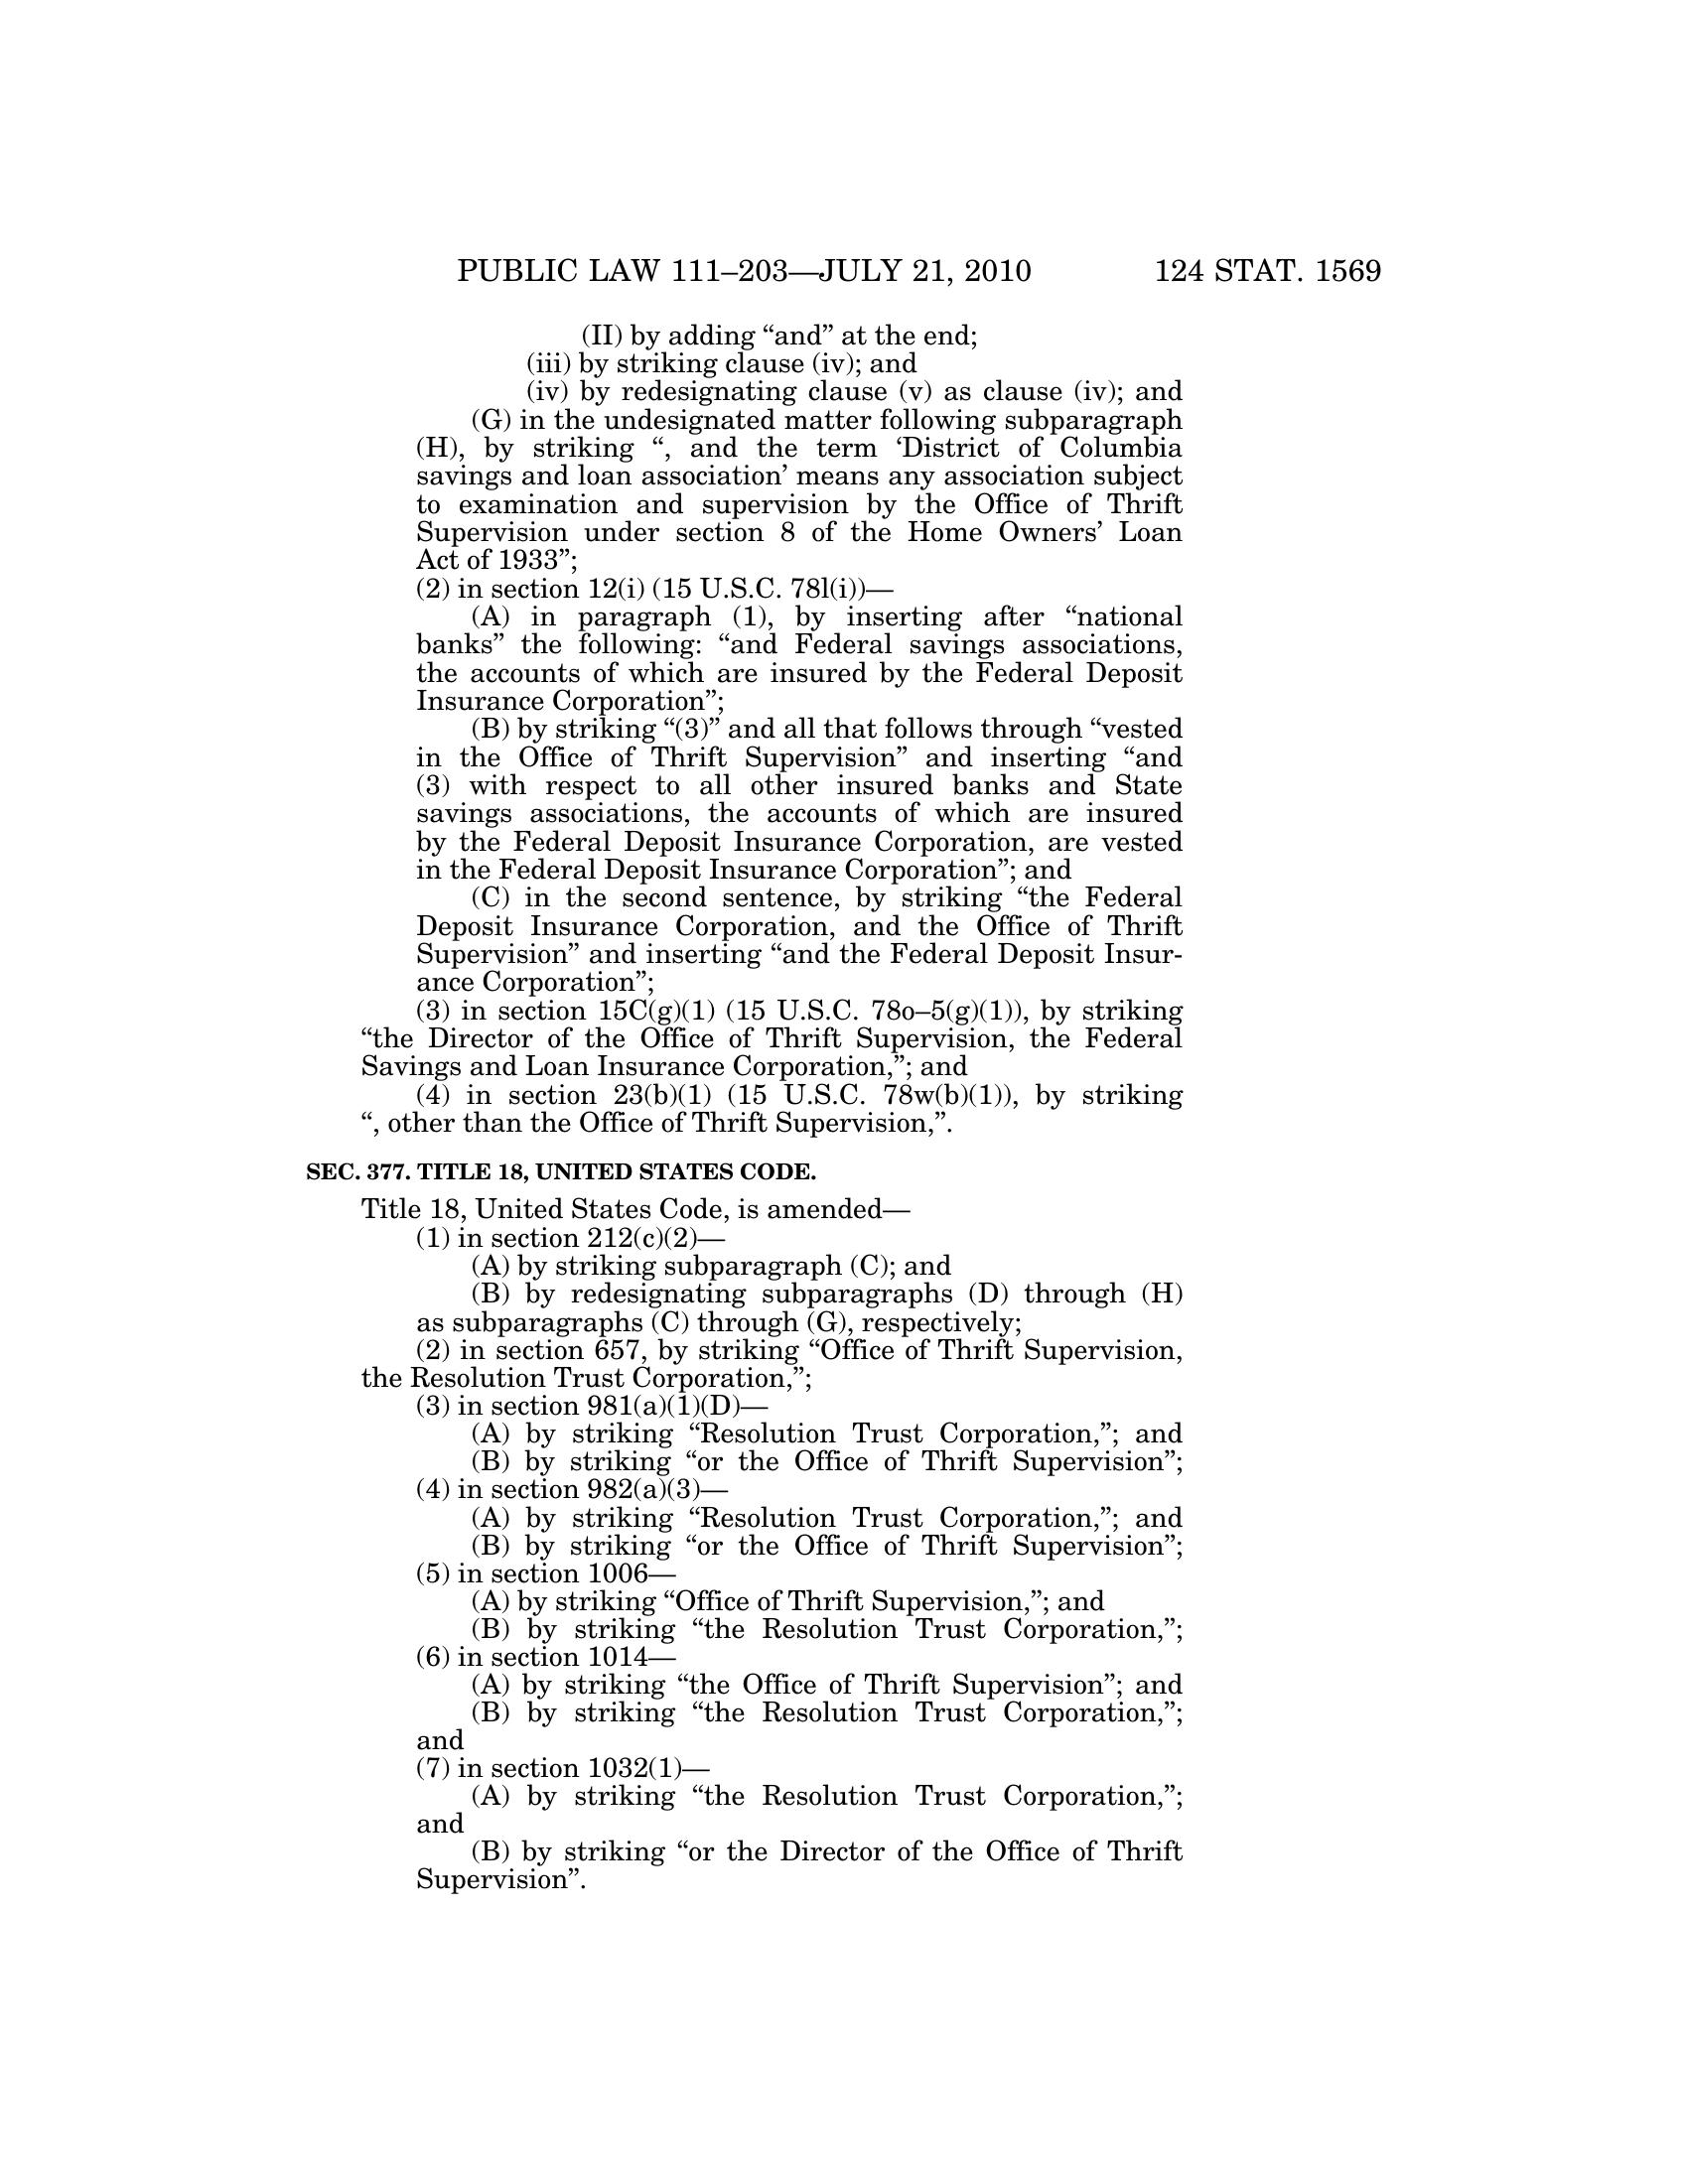 PUBLIC LAW 111–203—JULY 21, 2010 124 STAT. 1569
(II) by adding “and” at the end;
(iii) by striking clause (iv); and
(iv) by redesignating clause (v) as clause (iv); and
(G) in the undesignated matter following subparagraph
(H), by striking “, and the term ‘District of Columbia
savings and loan association’ means any association subject
to examination and supervision by the Office of Thrift
Supervision under section 8 of the Home Owners’ Loan
Act of 1933”;
(2) in section 12(i) (15 U.S.C. 78l(i))—
(A) in paragraph (1), by inserting after “national
banks” the following: “and Federal savings associations,
the accounts of which are insured by the Federal Deposit
Insurance Corporation”;
(B) by striking “(3)” and all that follows through “vested
in the Office of Thrift Supervision” and inserting “and
(3) with respect to all other insured banks and State
savings associations, the accounts of which are insured
by the Federal Deposit Insurance Corporation, are vested
in the Federal Deposit Insurance Corporation”; and
(C) in the second sentence, by striking “the Federal
Deposit Insurance Corporation, and the Office of Thrift
Supervision” and inserting “and the Federal Deposit Insur-
ance Corporation”;
(3) in section 15C(g)(1) (15 U.S.C. 78o–5(g)(1)), by striking
“the Director of the Office of Thrift Supervision, the Federal
Savings and Loan Insurance Corporation,”; and
(4) in section 23(b)(1) (15 U.S.C. 78w(b)(1)), by striking
“, other than the Office of Thrift Supervision,”.
SEC. 377. TITLE 18, UNITED STATES CODE.
Title 18, United States Code, is amended—
(1) in section 212(c)(2)—
(A) by striking subparagraph (C); and
(B) by redesignating subparagraphs (D) through (H)
as subparagraphs (C) through (G), respectively;
(2) in section 657, by striking “Office of Thrift Supervision,
the Resolution Trust Corporation,”;
(3) in section 981(a)(1)(D)—
(A) by striking “Resolution Trust Corporation,”; and
(B) by striking “or the Office of Thrift Supervision”;
(4) in section 982(a)(3)—
(A) by striking “Resolution Trust Corporation,”; and
(B) by striking “or the Office of Thrift Supervision”;
(5) in section 1006—
(A) by striking “Office of Thrift Supervision,”; and
(B) by striking “the Resolution Trust Corporation,”;
(6) in section 1014—
(A) by striking “the Office of Thrift Supervision”; and
(B) by striking “the Resolution Trust Corporation,”;
and
(7) in section 1032(1)—
(A) by striking “the Resolution Trust Corporation,”;
and
(B) by striking “or the Director of the Office of Thrift
Supervision”.